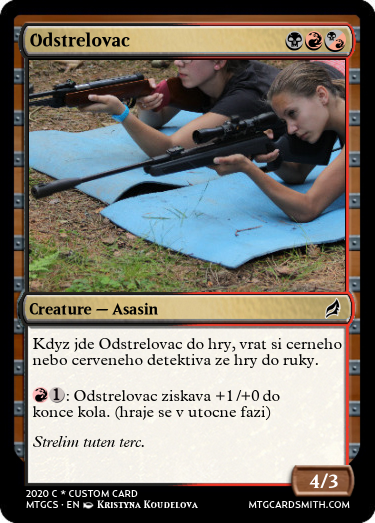 Odstrelovac
Creature — Asasin
Kdyz jde Odstrelovac do hry, vrat si cerneho
nebo cerveneho detektiva ze hry do ruky.
1: Odstrelovac ziskava +1/+0 do
konce kola. (hraje se v utocne fazi)
Strelim tuten terc.
4/3
2020 C * CUSTOM CARD
MTGCS · EN KRISTYNA KOUDELOVA
MTGCARDSMITH.COM